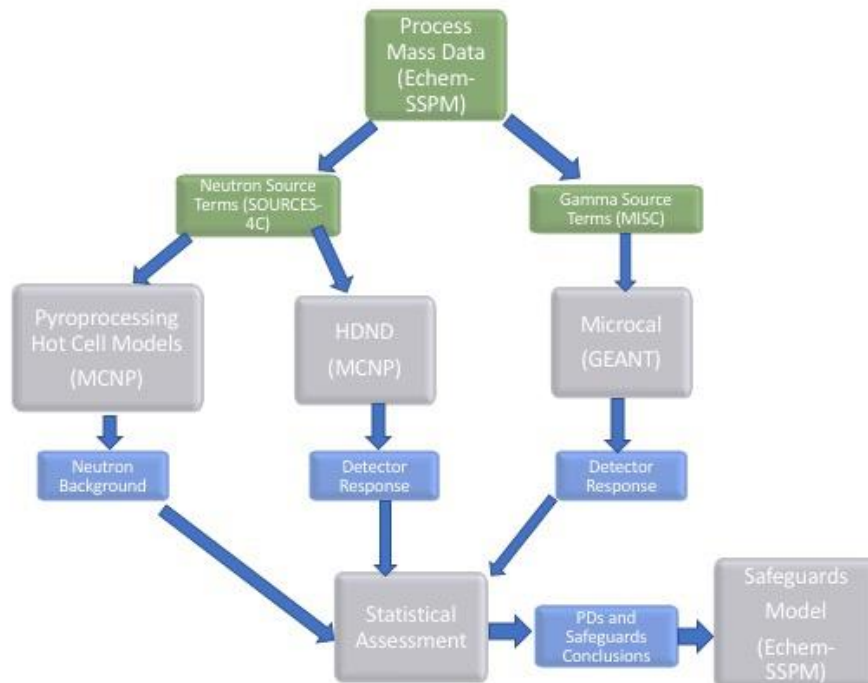 Process
Mass Data
(Echem-
SSPM)
Neutron Source
Terms (SOURCES-
4C)
Gamma Source
Terms (MISC)
Pyroprocessing
Hot Cell Models
(MCNP)
HDND
(MCNP)
Microcal
(GEANT)
Neutron
Background
Detector
Response
Detector
Response
Statistical
Assessment
PDs and
Safeguards
Conclusions
Safeguards
Model
(Echem-
SSPM)